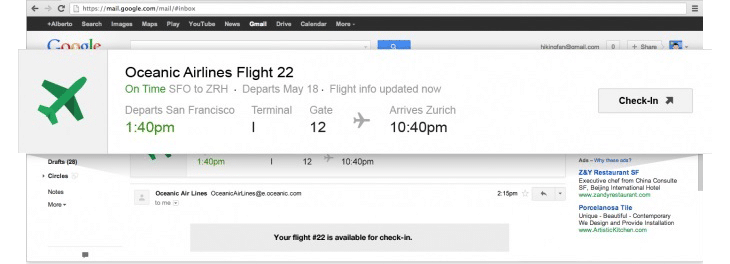 https://mail.google.com/mail/#inbox
+Alberto Search Images Maps Play YouTube News Gmail Drive Calendar More -
Google
hikingfan@gmail.com 0 + Share
Oceanic Airlines Flight 22
On Time SFO to ZRH · Departs May 18 · Flight info updated now
Departs San Francisco Terminal Gate Arrives Zurich
1:40pm I 12 10:40pm
Check-In
Drafts (28)
Circles
Notes
More
1:40pm I 12 10:40pm
Oceanic Air Lines OceanicAirLines@e.oceanic.com 2:15pm
to me
Your flight #22 is available for check-in.
Ads – Why these ads?
Z&Y Restaurant SF
Executive chef from China Consulte
SF, Beijing International Hotel
www.zandyrestaurant.com
Porcelanosa Tile
Unique - Beautiful - Contemporary
We Design and Provide Installation
www.ArtisticKitchen.com